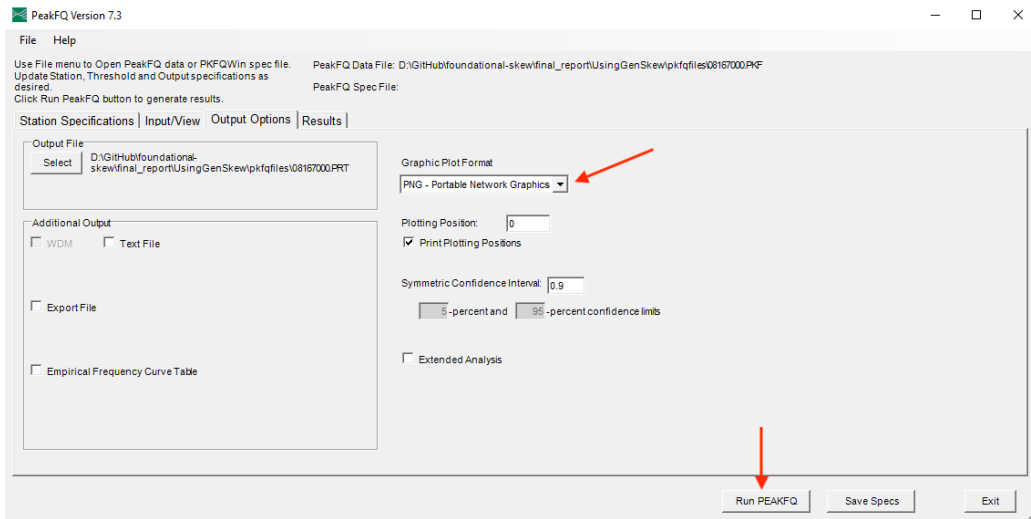 PeakFQ Version 7.3
File Help
Use File menu to Open PeakFQ data or PKFQWin spec file.
Update Station, Threshold and Output specifications as
desired.
Click Run PeakFQ button to generate results.
PeakFQ Data File: D:\GitHub\foundational-skew\final_report\UsingGenSkew\pkfqfiles\08167000.PKF
PeakFQ Spec File:
Station Specifications Input/View Output Options Results
Output File
Select
D:\GitHub\foundational-
skew\final_report\UsingGenSkew\pkfqfiles\08167000.PRT
Additional Output
WDM Text File
Export File
Empirical Frequency Curve Table
Graphic Plot Format
PNG - Portable Network Graphics
Plotting Position: 0
Print Plotting Positions
Symmetric Confidence Interval: 0.9
5 -percent and 95 -percent confidence limits
Extended Analysis
Run PEAKFQ Save Specs Exit